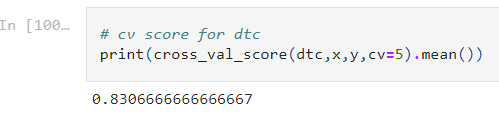 In [100…
# cv score for dtc
print(cross_val_score(dtc,x,y,cv=5).mean())
0.8306666666666667